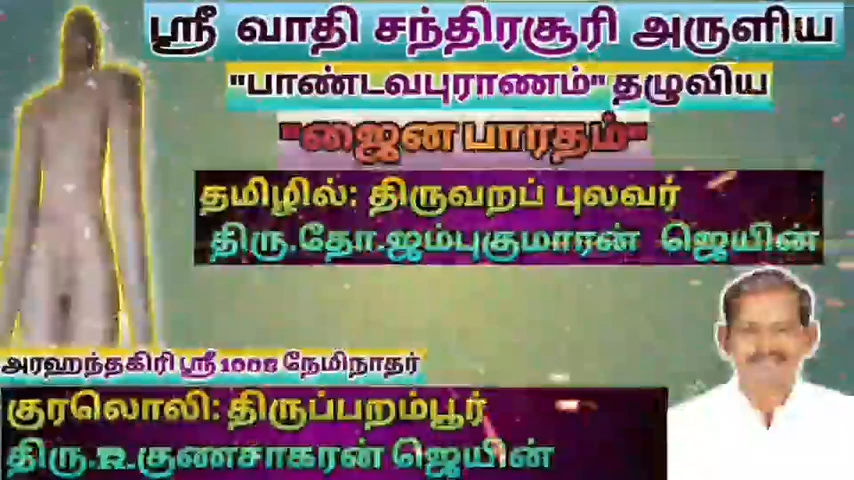 ஸ்ரீ வாதி சந்திரசூரி அருளிய
"பாண்டவபுராணம்" தழுவிய
"ஜைன பாரதம்"
தமிழில்: திருவறப் புலவர்
திரு.தோ.ஜம்புகுமாரன் ஜெயின்
அரஹந்தகிரி ஸ்ரீ 1008 நேமிநாதர்
குரலொலி: திருப்பறம்பூர்
திரு.ஐ.குணசாகரன் ஜெயின்